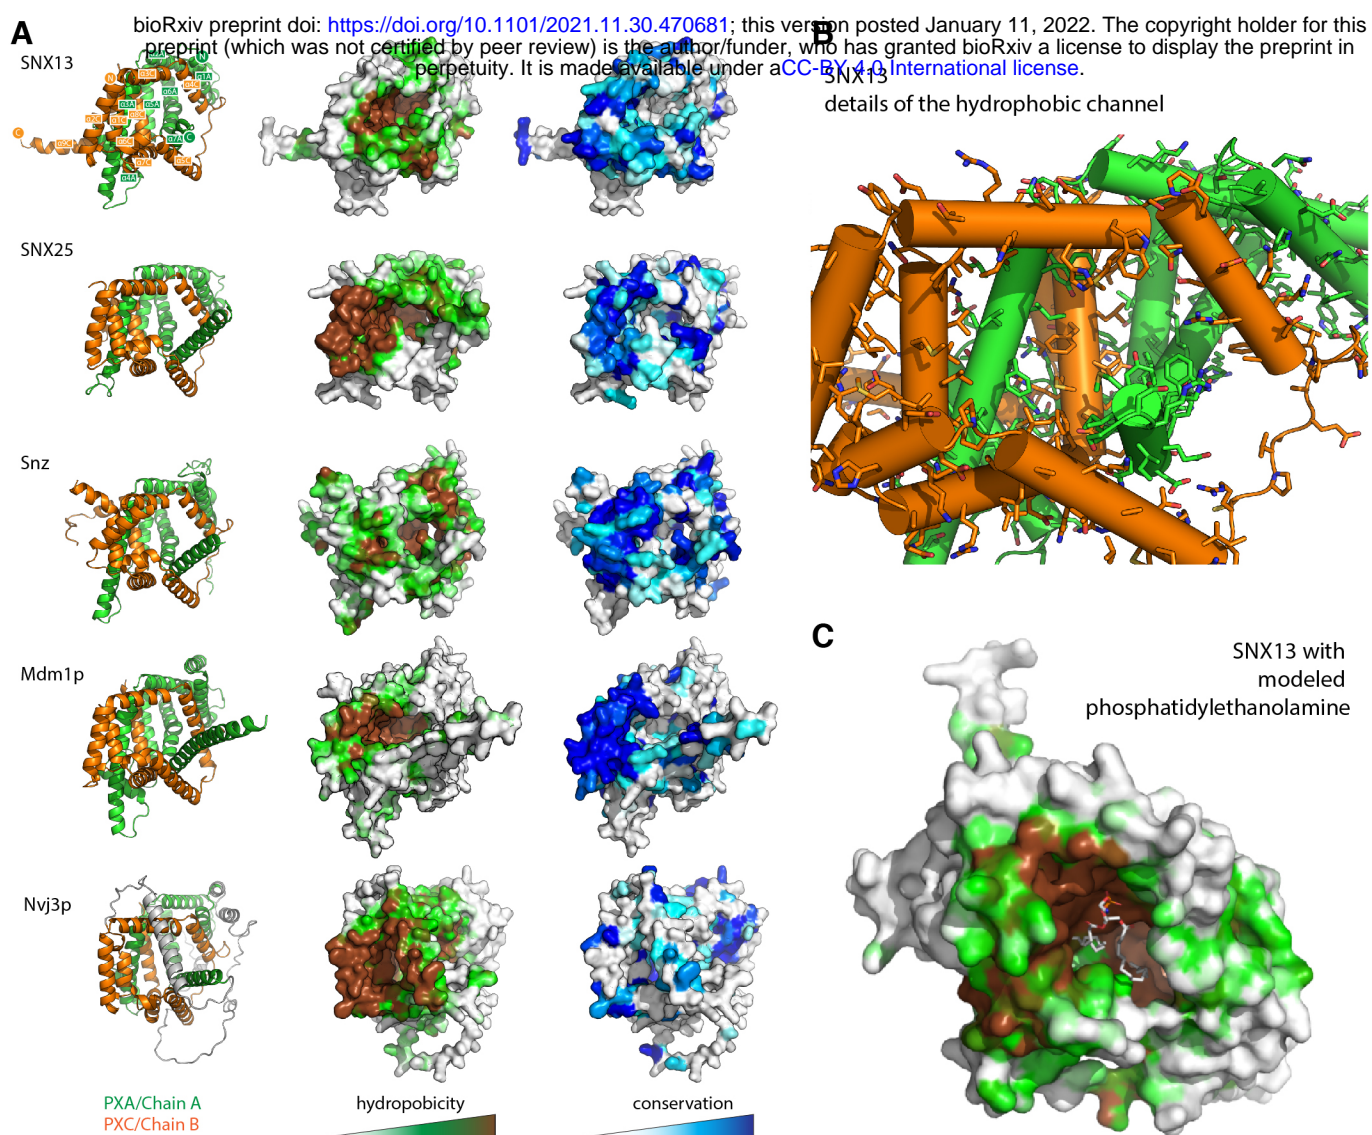 bioRxiv preprint doi: https://doi.org/10.1101/2021.11.30.470681; this version posted January 11, 2022. The copyright holder for this
preprint (which was not certified by peer review) is the author/funder, who has granted bioRxiv a license to display the preprint in
perpetuity. It is made available under aCC-BY 4.0 International license.
A
SNX13
SNX25
Snz
Mdm1p
Nvj3p
PXA/Chain A
PXC/Chain B
hydropobicity
conservation
B
SNX13
details of the hydrophobic channel
C
SNX13 with
modeled
phosphatidylethanolamine